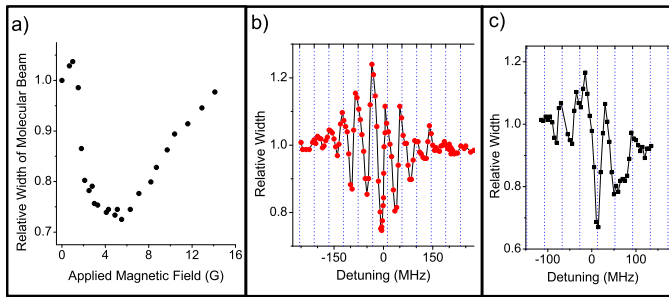 a)
Relative Width of Molecular Beam
1.0
0.9
0.8
0.7
0 4 8 12 16
Applied Magnetic Field (G)
b)
Relative Width
1.2
1.0
0.8
-150 0 150
Detuning (MHz)
c)
Relative Width
1.2
1.0
0.8
0.6
-100 0 100
Detuning (MHz)